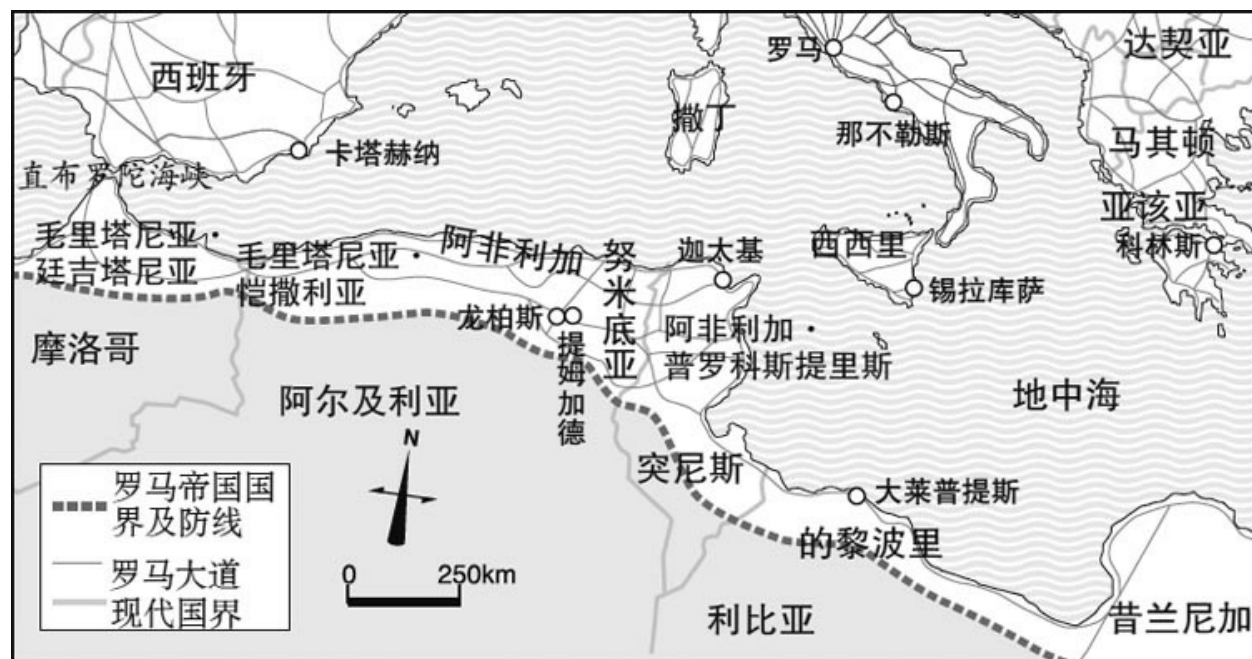 罗马
达契亚
西班牙
撒丁
那不勒斯
马其顿
卡塔赫纳
直布罗陀海峡
亚该亚
毛里塔尼亚·
廷吉塔尼亚
毛里塔尼亚·
恺撒利亚
阿非利加
努米底亚
迦太基
西西里
科林斯
锡拉库萨
龙柏斯
提姆加德
阿非利加·
普罗科斯提里斯
摩洛哥
阿尔及利亚
地中海
N
突尼斯
大莱普提斯
的黎波里
罗马帝国国
界及防线
罗马大道
现代国界
0 250km
利比亚
昔兰尼加